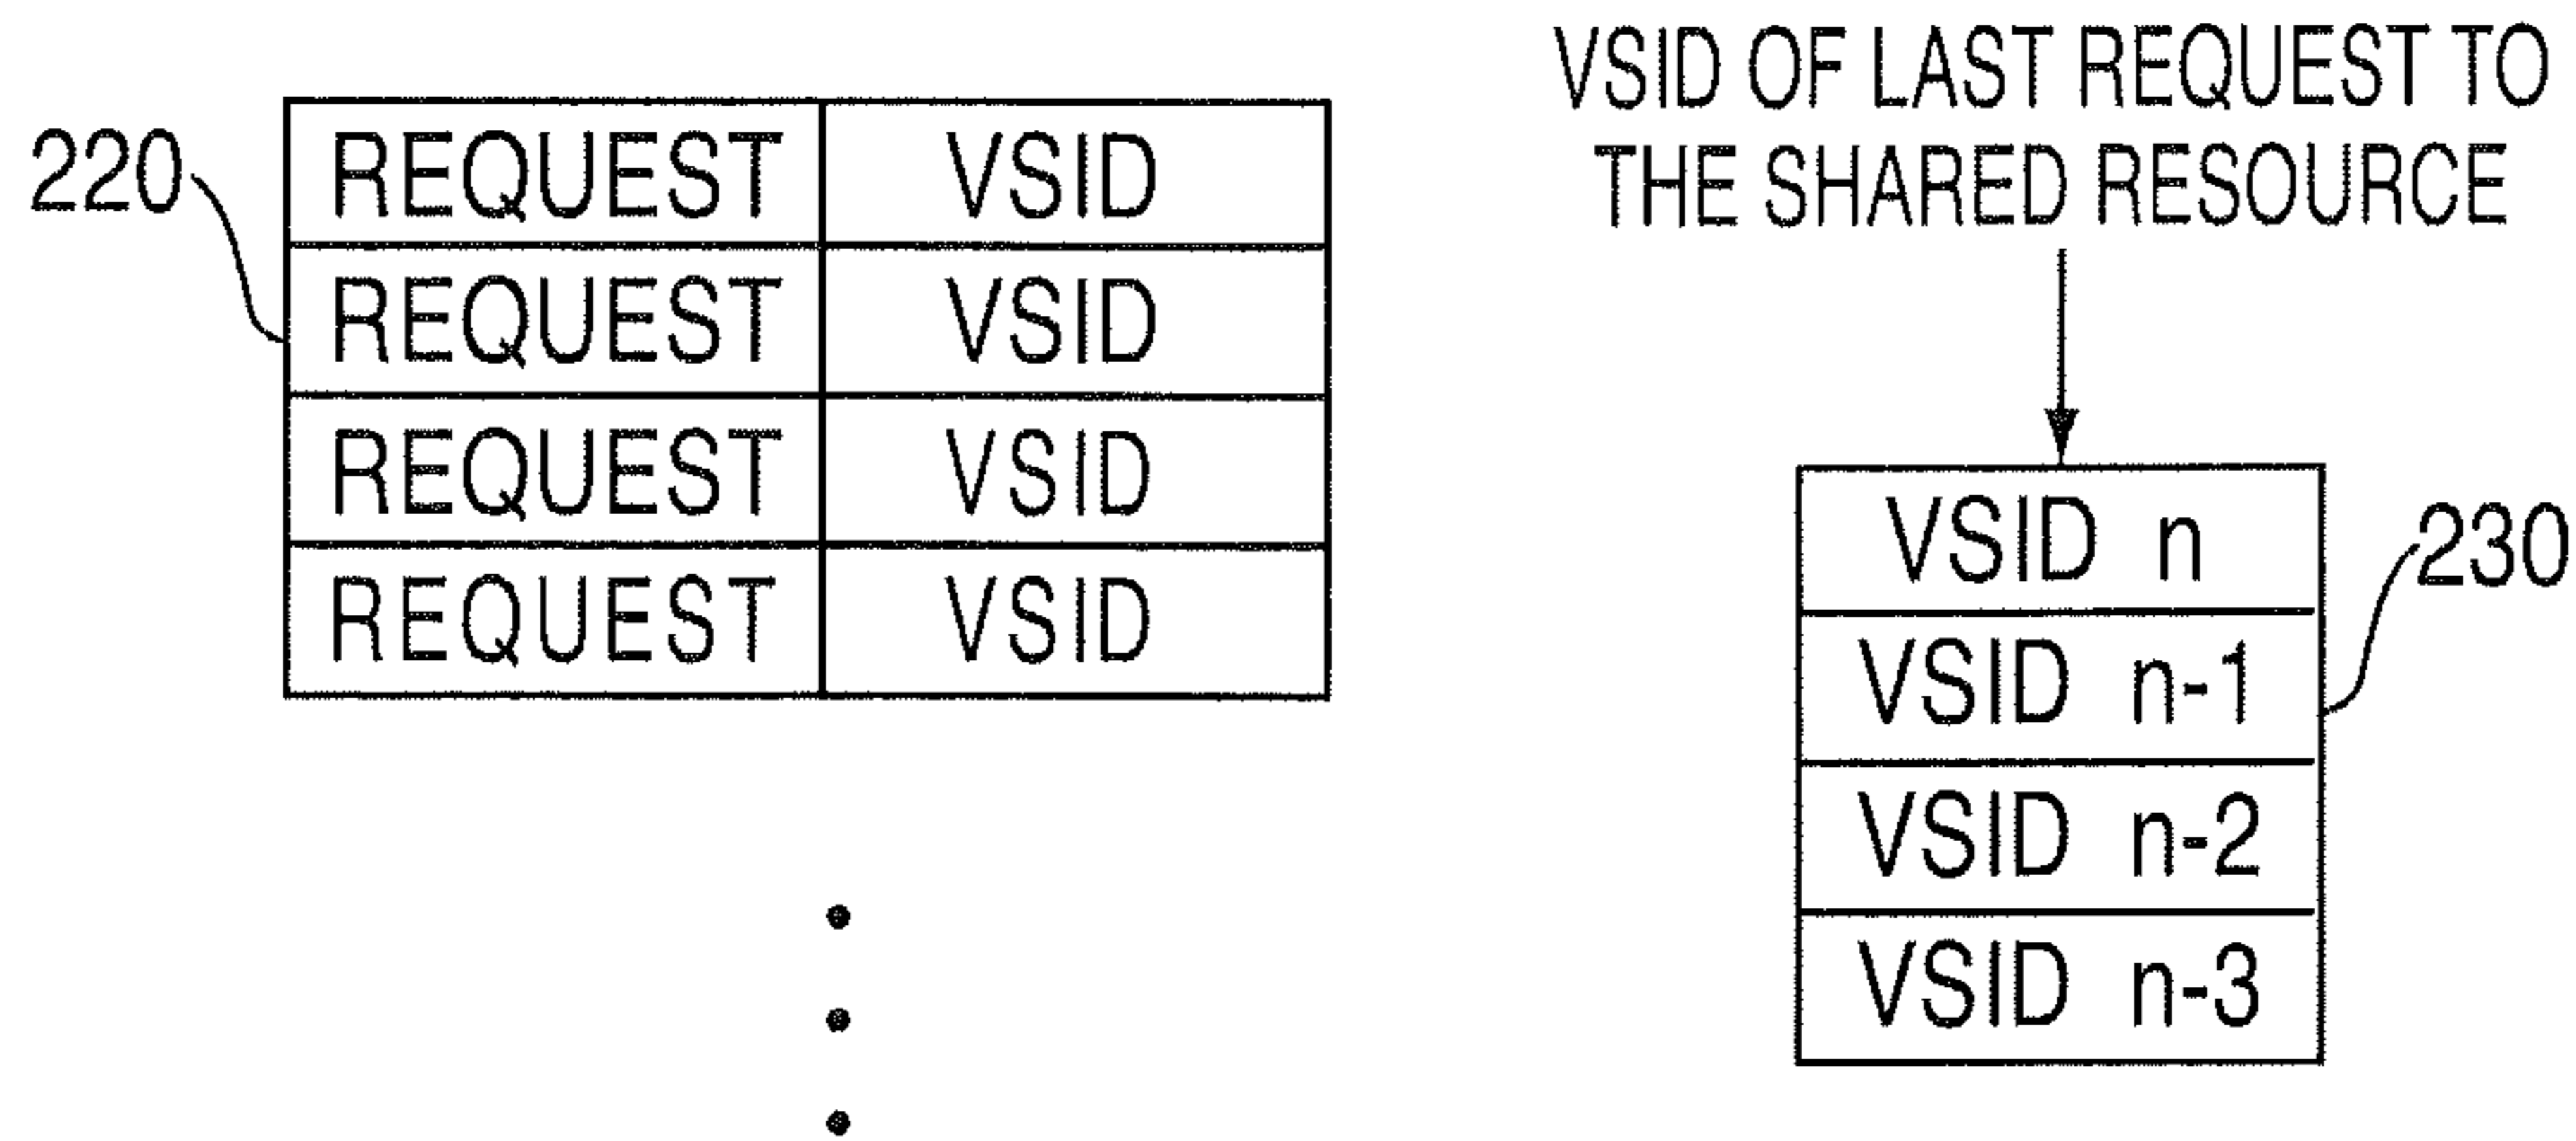 220
REQUEST VSID
REQUEST VSID
REQUEST VSID
REQUEST VSID
VSID OF LAST REQUEST TO
THE SHARED RESOURCE
VSID n
VSID n-1
VSID n-2
VSID n-3
230